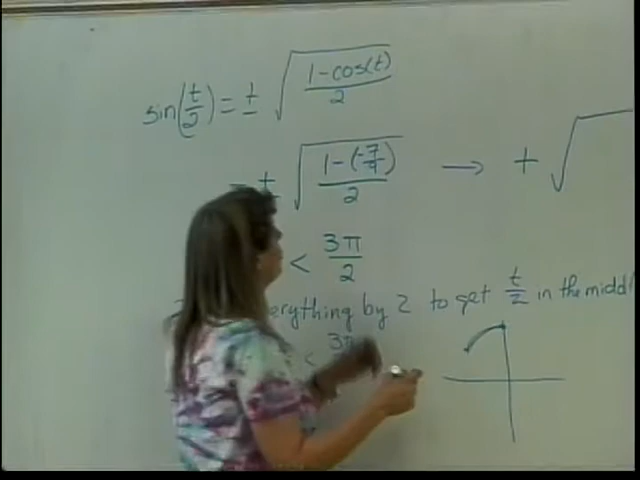 sin(t/2) = ± √((1-cos(t))/2)
± √((1-(-7/9))/2) → + √
< 3π/2
erything by 2 to get t/2 in the middl
< 3π